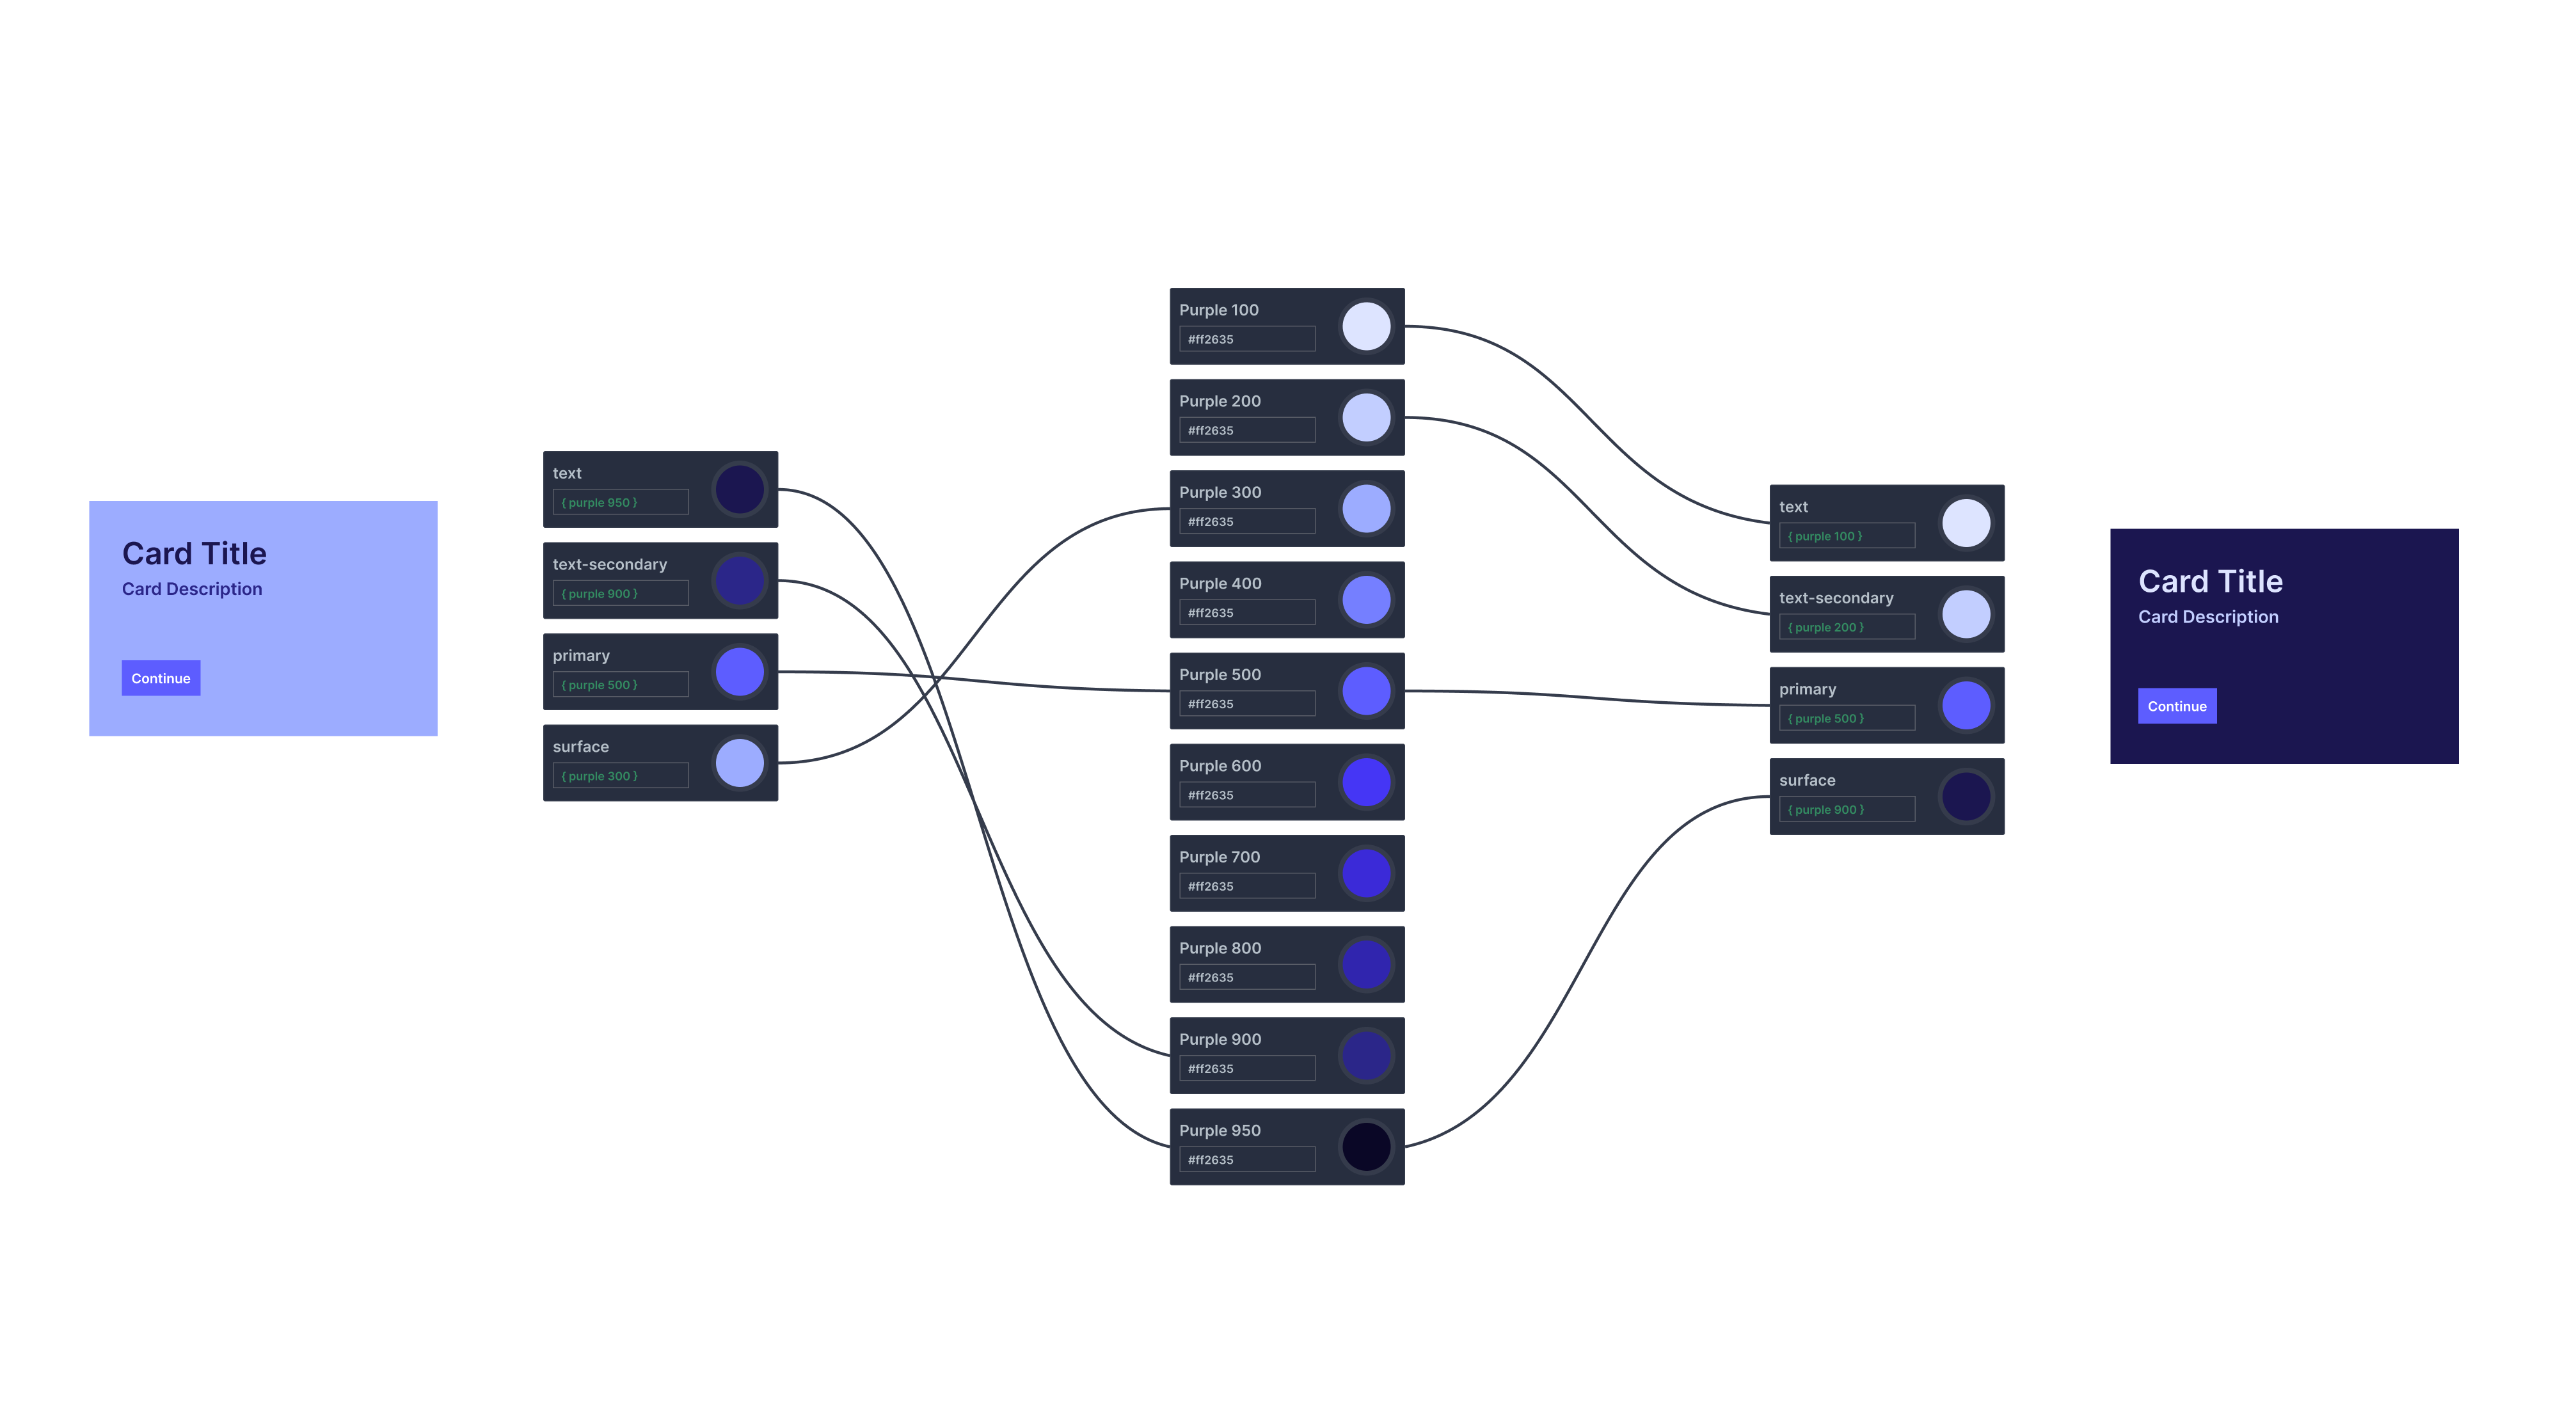 Card Title
Card Description
Continue
text
{ purple 950 }
text-secondary
{ purple 900 }
primary
{ purple 500 }
surface
{ purple 300 }
Purple 100
#ff2635
Purple 200
#ff2635
Purple 300
#ff2635
Purple 400
#ff2635
Purple 500
#ff2635
Purple 600
#ff2635
Purple 700
#ff2635
Purple 800
#ff2635
Purple 900
#ff2635
Purple 950
#ff2635
text
{ purple 100 }
text-secondary
{ purple 200 }
primary
{ purple 500 }
surface
{ purple 900 }
Card Title
Card Description
Continue